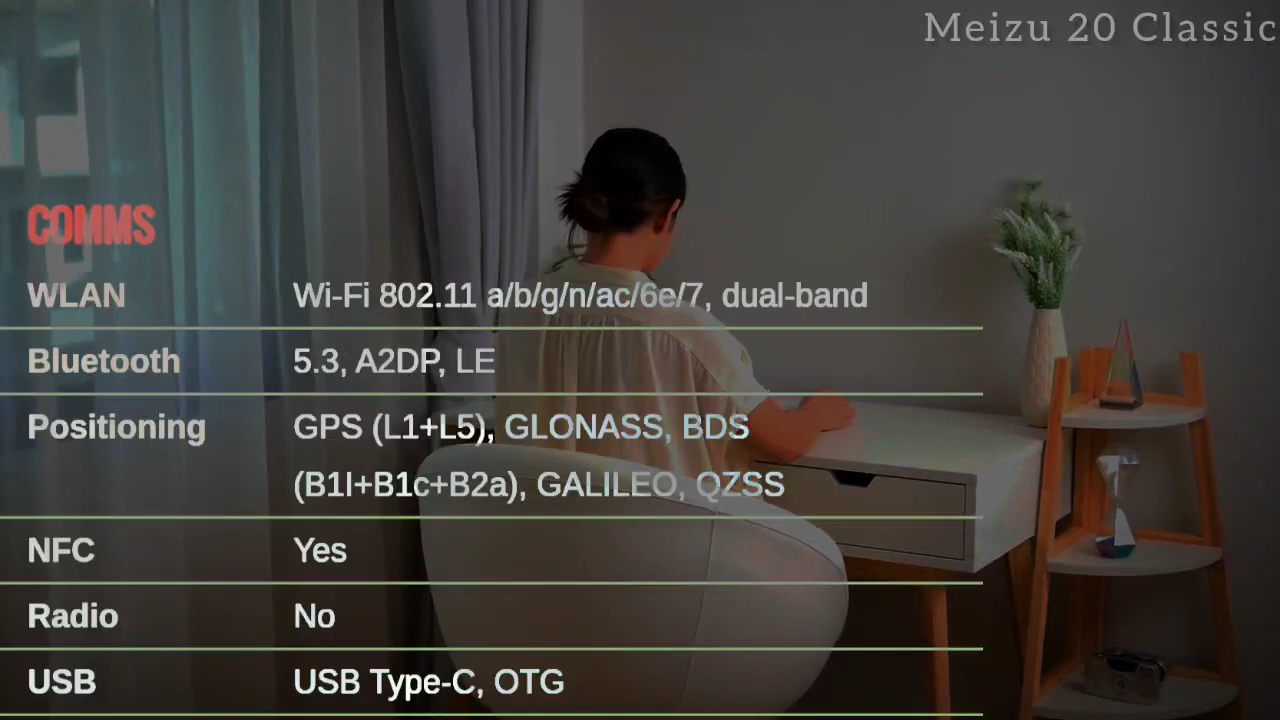 Meizu 20 Classic
COMMS
WLAN Wi-Fi 802.11 a/b/g/n/ac/6e/7, dual-band
Bluetooth 5.3, A2DP, LE
Positioning GPS (L1+L5), GLONASS, BDS
(B1I+B1c+B2a), GALILEO, QZSS
NFC Yes
Radio No
USB USB Type-C, OTG